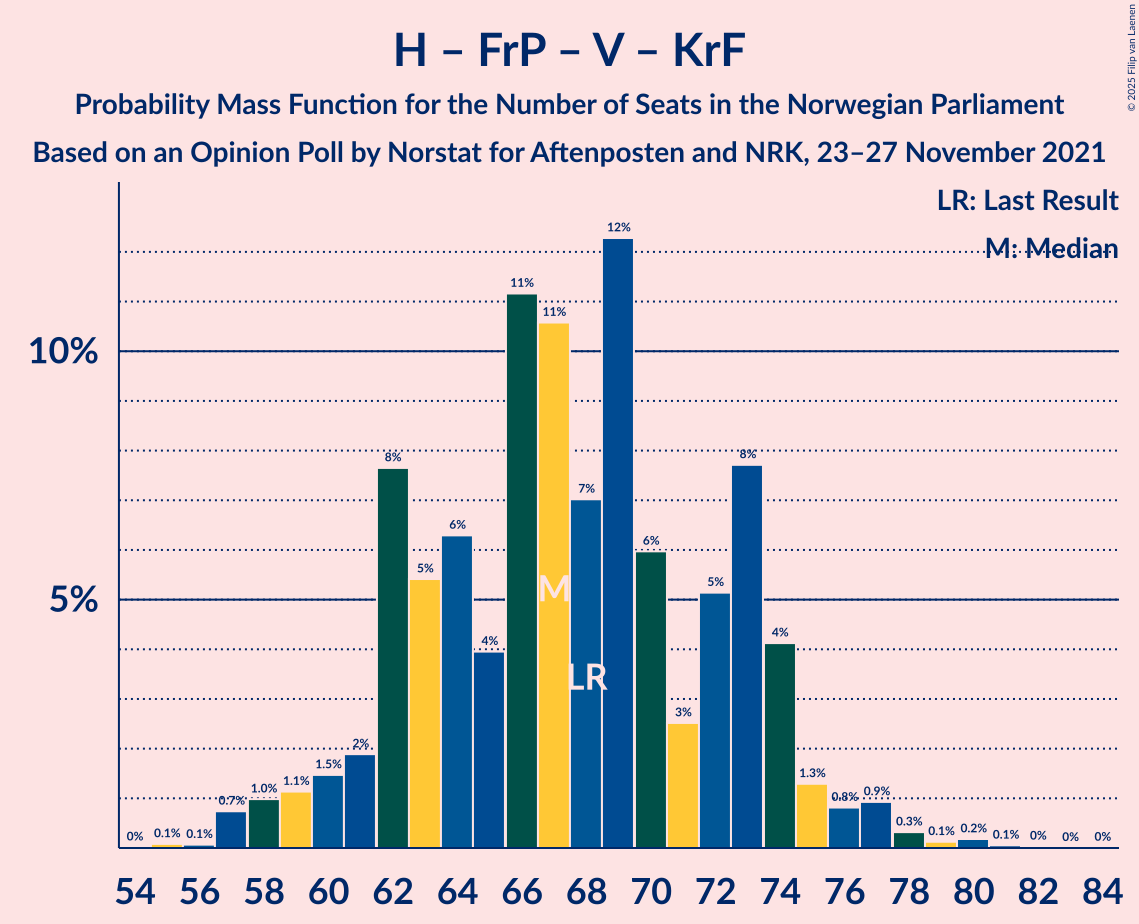 H – FrP – V – KrF
Probability Mass Function for the Number of Seats in the Norwegian Parliament
Based on an Opinion Poll by Norstat for Aftenposten and NRK, 23–27 November 2021
© 2025 Filip van Laenen
LR: Last Result
M: Median
10%
5%
0% 0.1% 0.1% 0.7% 1.0% 1.1% 1.5% 2% 8% 5% 6% 4% 11% 11% 7% 12% 6% 3% 5% 8% 4% 1.3% 0.8% 0.9% 0.3% 0.1% 0.2% 0.1% 0% 0% 0%
M
LR
54 56 58 60 62 64 66 68 70 72 74 76 78 80 82 84